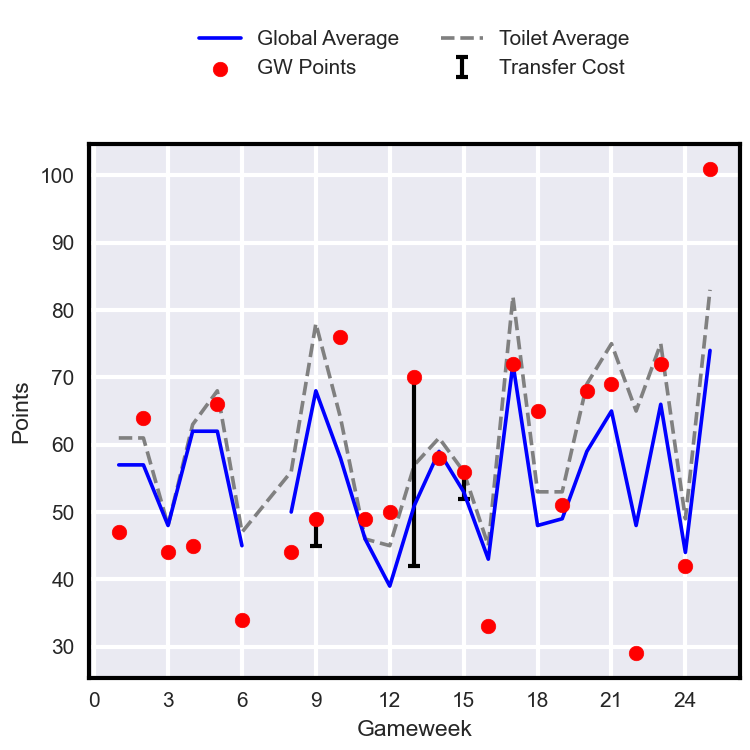 Global Average
Toilet Average
GW Points
Transfer Cost
100
90
80
70
60
50
40
30
Points
0 3 6 9 12 15 18 21 24
Gameweek